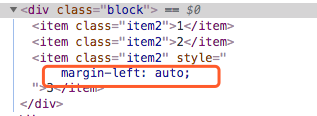 ▼<div class="block"> == $0
<item class="item2">1</item>
<item class="item2">2</item>
<item class="item2" style="
margin-left: auto;
">3</item>
</div>